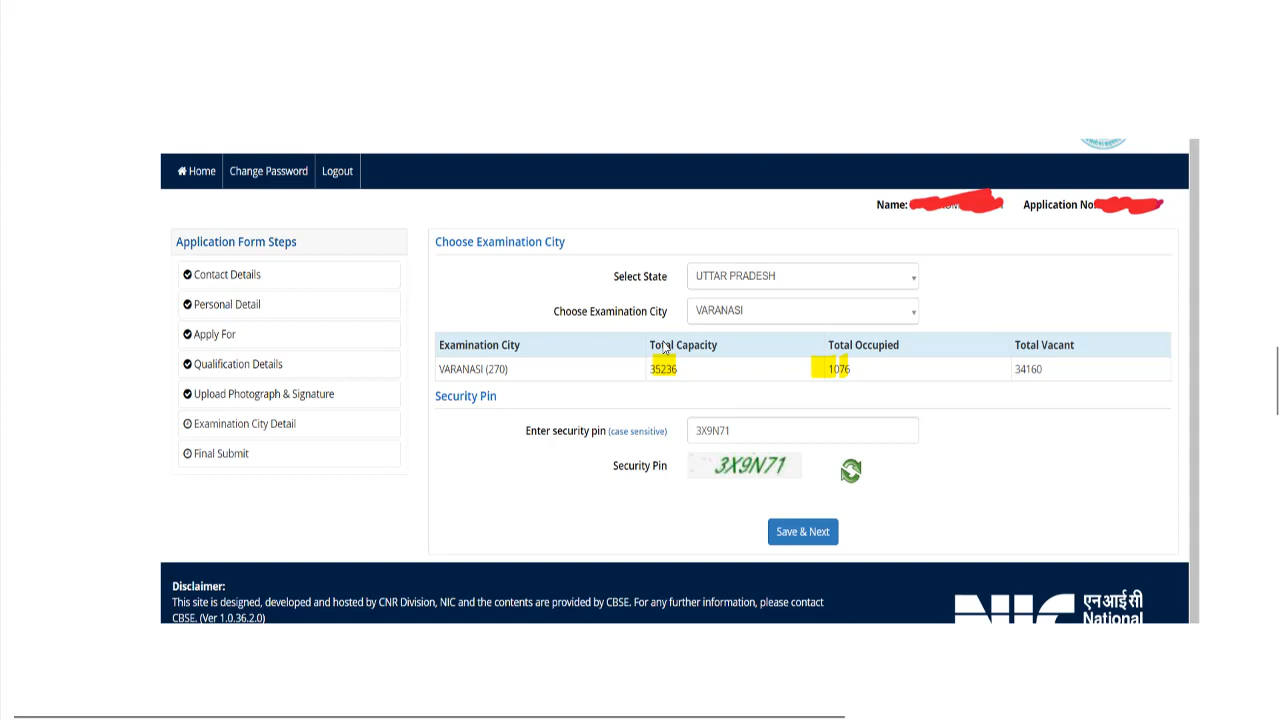 Home Change Password Logout
Name: Application No:
Application Form Steps
Contact Details
Personal Detail
Apply For
Qualification Details
Upload Photograph & Signature
Examination City Detail
Final Submit
Choose Examination City
Select State UTTAR PRADESH
Choose Examination City VARANASI
Examination City Total Capacity Total Occupied Total Vacant
VARANASI (270) 35236 1076 34160
Security Pin
Enter security pin (case sensitive) 3X9N71
Security Pin 3X9N71
Save & Next
Disclaimer:
This site is designed, developed and hosted by CNR Division, NIC and the contents are provided by CBSE. For any further information, please contact
CBSE. (Ver 1.0.36.2.0)
NIC एनआईसी
National